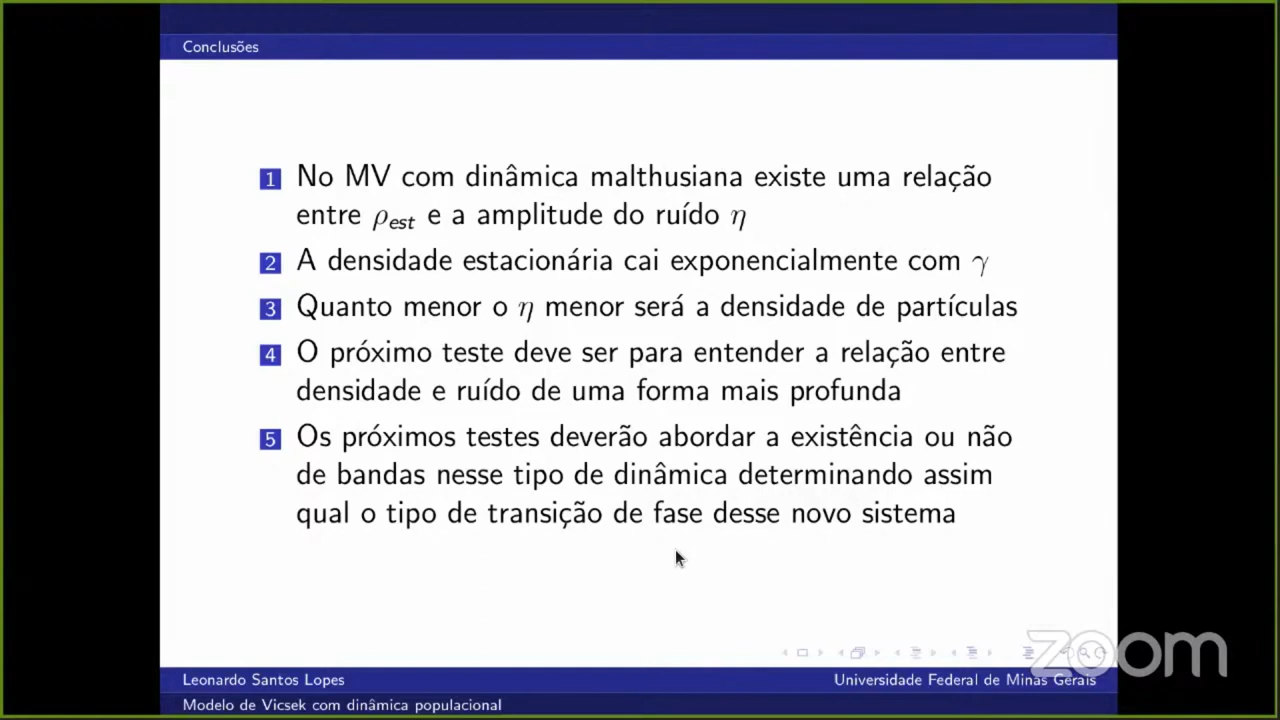 Conclusões
1 No MV com dinâmica malthusiana existe uma relação
entre ρest e a amplitude do ruído η
2 A densidade estacionária cai exponencialmente com γ
3 Quanto menor o η menor será a densidade de partículas
4 O próximo teste deve ser para entender a relação entre
densidade e ruído de uma forma mais profunda
5 Os próximos testes deverão abordar a existência ou não
de bandas nesse tipo de dinâmica determinando assim
qual o tipo de transição de fase desse novo sistema
zoom
Leonardo Santos Lopes
Universidade Federal de Minas Gerais
Modelo de Vicsek com dinâmica populacional